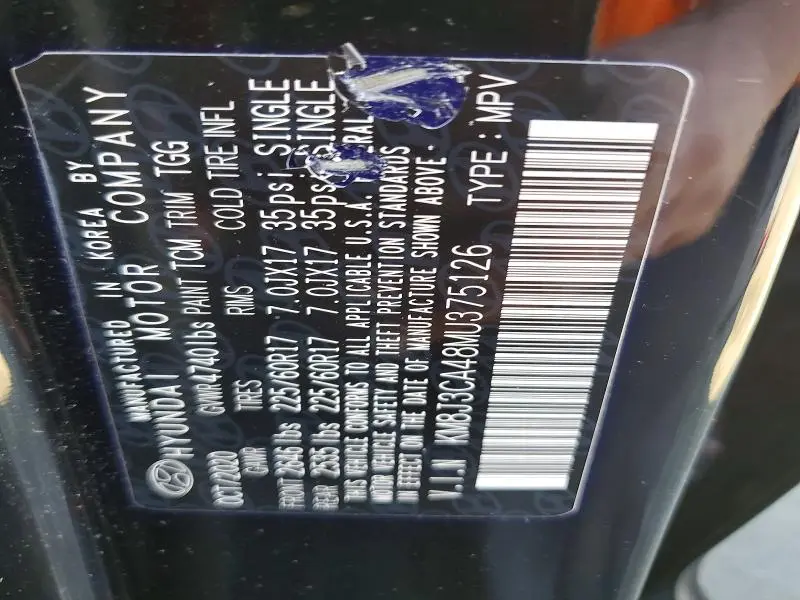 MANUFACTURED IN KOREA BY
HYUNDAI MOTOR COMPANY
OCT/2020 GVWR 4740lbs PAINT TCM TRIM TGG
GAWR TIRES RIMS COLD TIRE INFL
FRONT 2646 lbs 225/60R17 7.0JX17 35psi SINGLE
REAR 2535 lbs 225/60R17 7.0JX17 35psi SINGLE
THIS VEHICLE CONFORMS TO ALL APPLICABLE U.S.A.
MOTOR VEHICLE SAFETY AND THEFT PREVENTION STANDARDS
IN EFFECT ON THE DATE OF MANUFACTURE SHOWN ABOVE.
V.I.N KM8J3CA48MU375126 TYPE : MPV